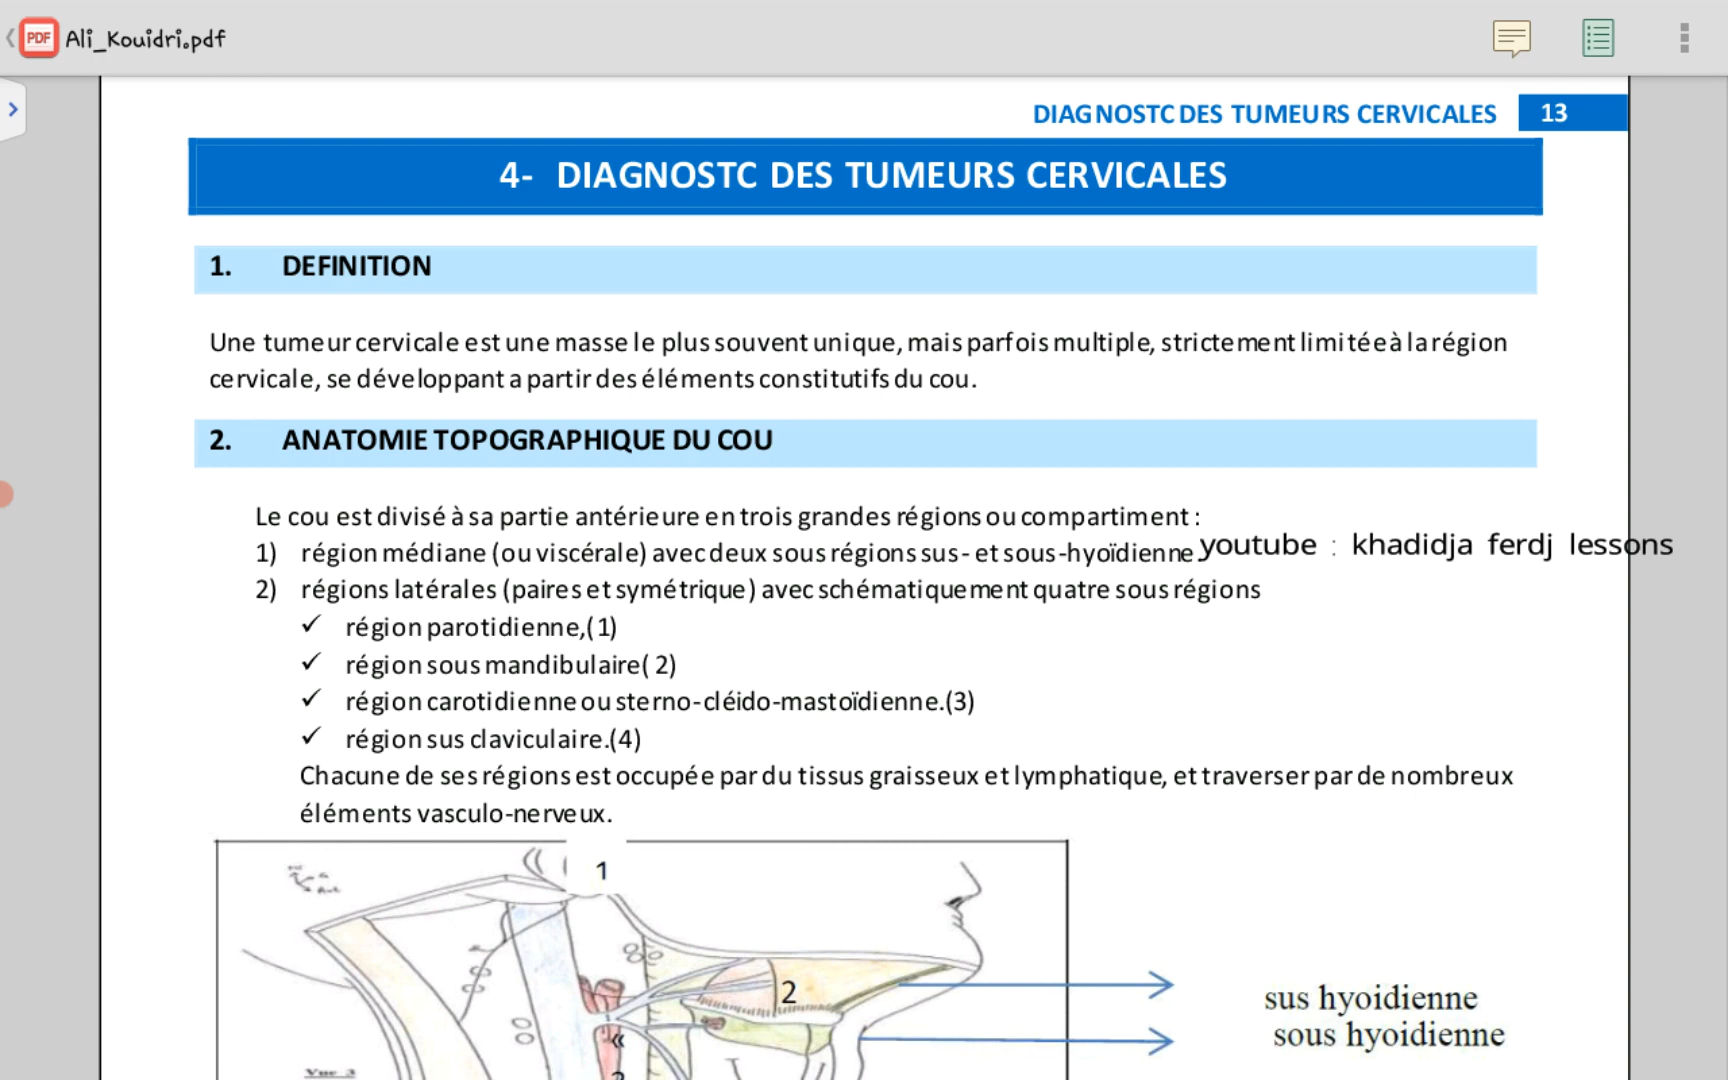 PDF Ali_Kouidri.pdf
DIAGNOSTC DES TUMEURS CERVICALES 13
4- DIAGNOSTC DES TUMEURS CERVICALES
1. DEFINITION
Une tumeur cervicale est une masse le plus souvent unique, mais parfois multiple, strictement limitée à la région
cervicale, se développant a partir des éléments constitutifs du cou.
2. ANATOMIE TOPOGRAPHIQUE DU COU
Le cou est divisé à sa partie antérieure en trois grandes régions ou compartiment :
1) région médiane (ou viscérale) avec deux sous régions sus- et sous-hyoïdienne.
youtube : khadidja ferdj lessons
2) régions latérales (paires et symétrique) avec schématiquement quatre sous régions
✓ région parotidienne,(1)
✓ région sous mandibulaire( 2)
✓ région carotidienne ou sterno-cléido-mastoïdienne.(3)
✓ région sus claviculaire.(4)
Chacune de ses régions est occupée par du tissus graisseux et lymphatique, et traverser par de nombreux
éléments vasculo-nerveux.
1
2
sus hyoidienne
sous hyoidienne